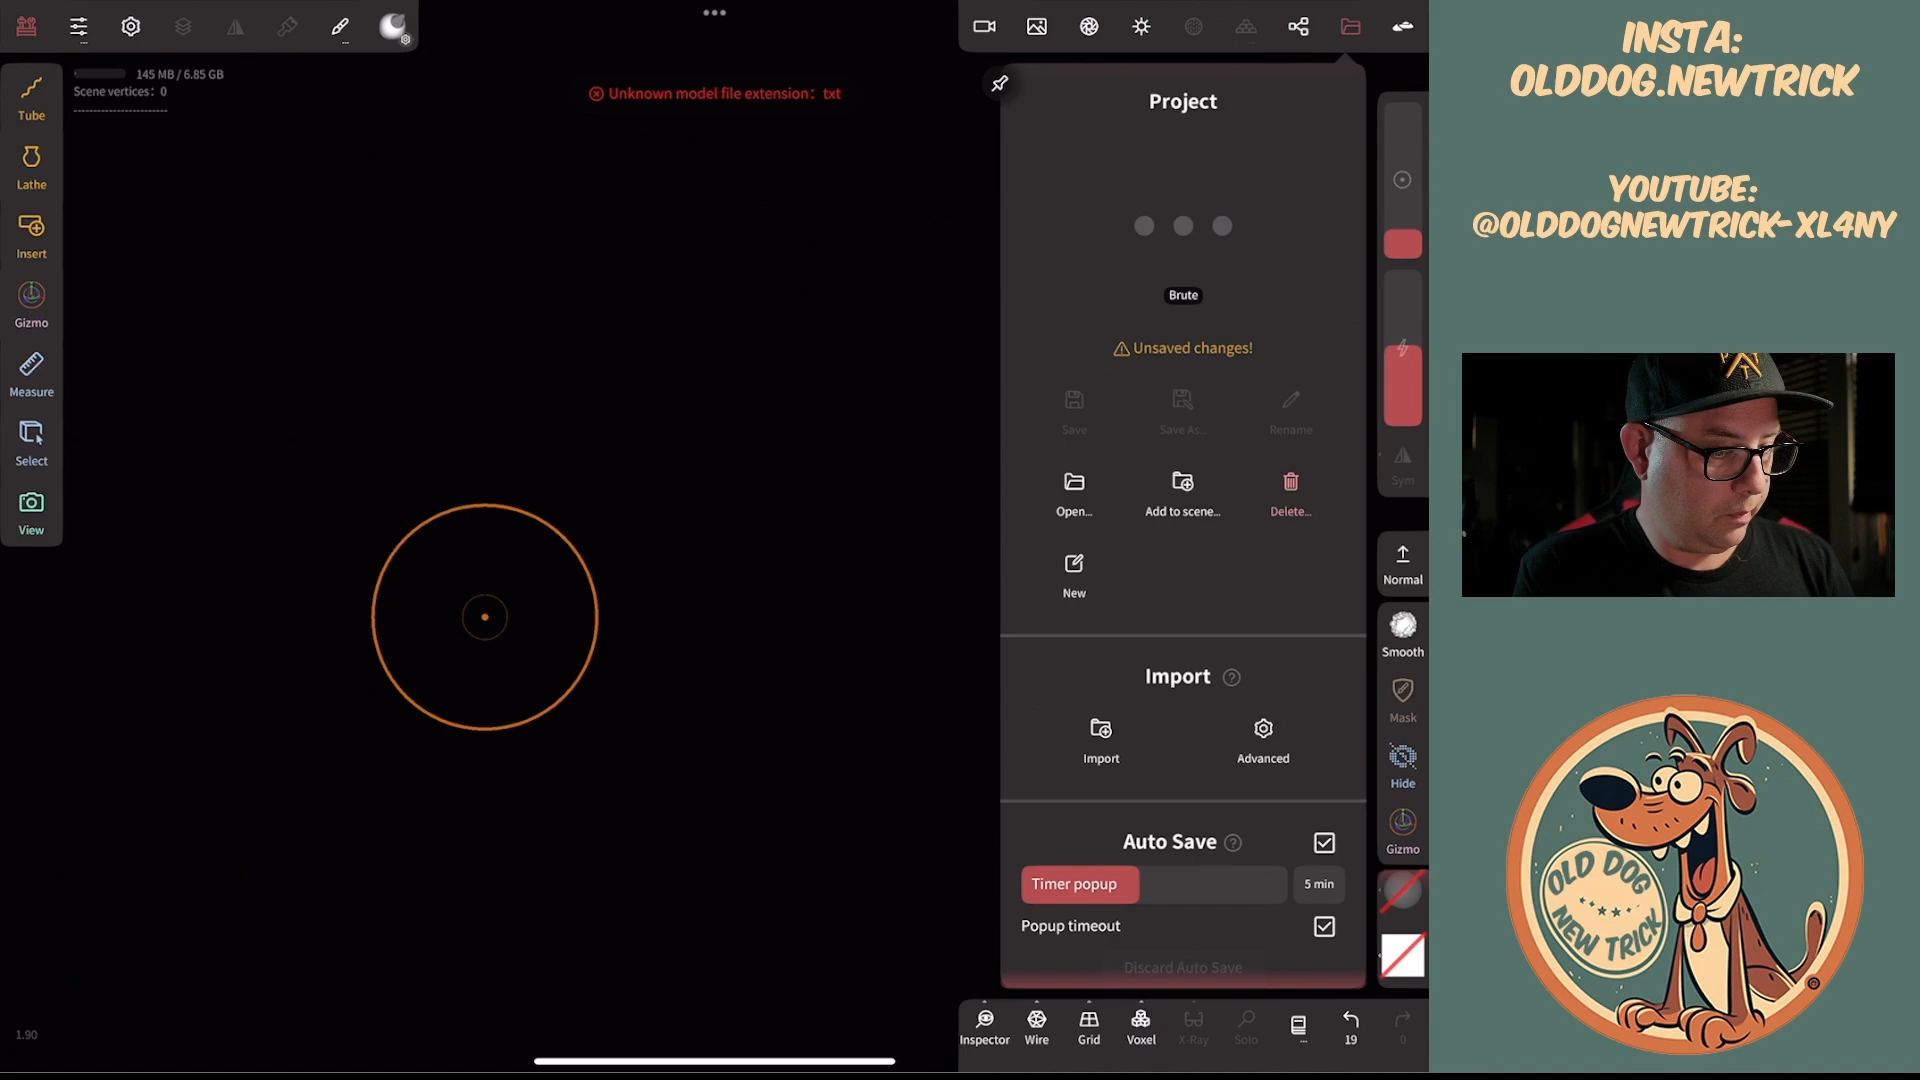 145 MB / 6.85 GB
Scene vertices: 0
Unknown model file extension: txt
Tube
Lathe
Insert
Gizmo
Measure
Select
View
1.90
Project
Brute
Unsaved changes!
Save
Save As...
Rename
Open...
Add to scene...
Delete...
New
Import ?
Import
Advanced
Auto Save ?
Timer popup
5 min
Popup timeout
Discard Auto Save
Sym
Normal
Smooth
Mask
Hide
Gizmo
Inspector
Wire
Grid
Voxel
X-Ray
Solo
...
19
0
INSTA:
OLDDOG.NEWTRICK
YOUTUBE:
@OLDDOGNEWTRICK-XL4NY
OLD DOG
NEW TRICK